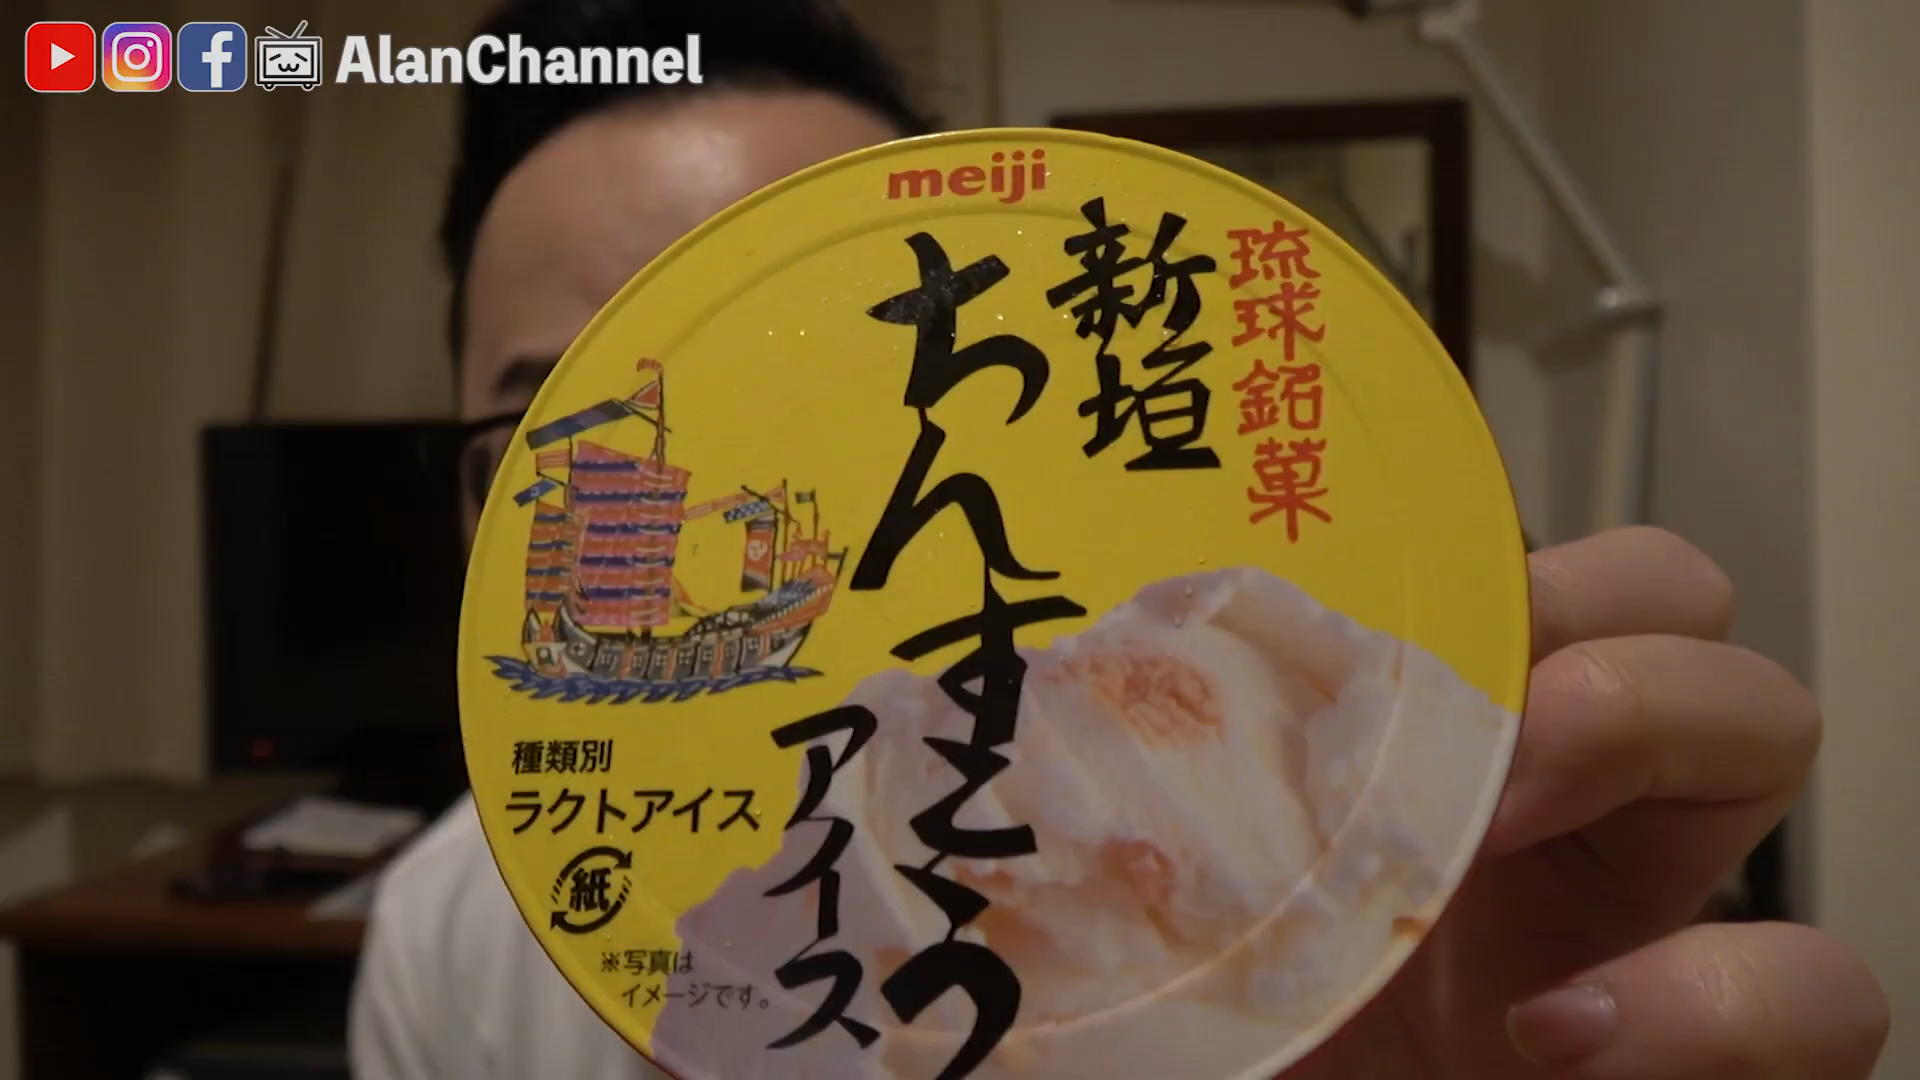 AlanChannel
meiji
琉球銘菓
新垣
ちんすこう
アイス
種類別
ラクトアイス
紙
※写真は
イメージです。